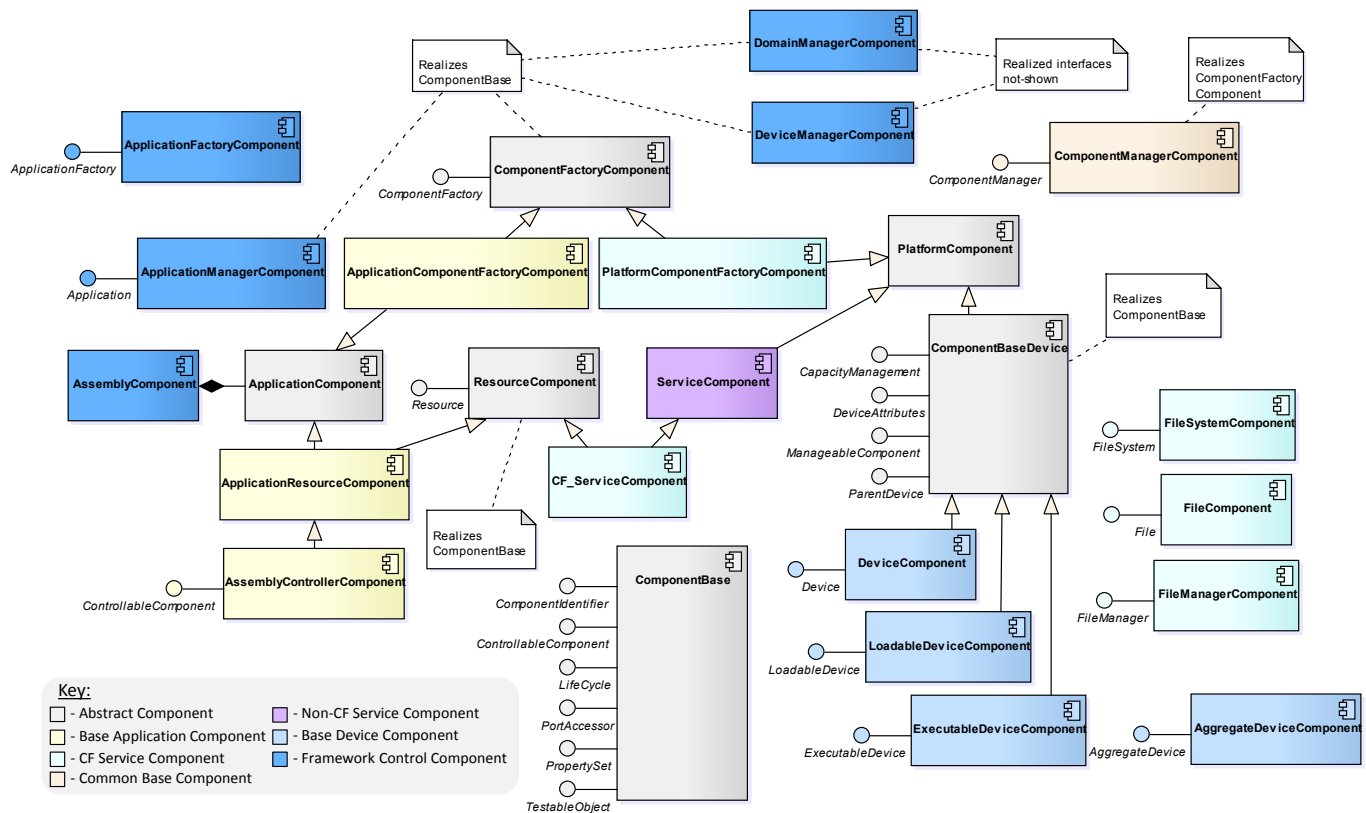 DomainManagerComponent
Realizes
ComponentBase
Realized interfaces
not-shown
Realizes
ComponentFactory
Component
ApplicationFactoryComponent
ApplicationFactory
DeviceManagerComponent
ComponentFactoryComponent
ComponentFactory
ComponentManagerComponent
ComponentManager
ApplicationManagerComponent
Application
ApplicationComponentFactoryComponent
PlatformComponentFactoryComponent
PlatformComponent
Realizes
ComponentBase
AssemblyComponent
ApplicationComponent
ResourceComponent
Resource
ServiceComponent
ComponentBaseDevice
CapacityManagement
DeviceAttributes
ManageableComponent
ParentDevice
FileSystemComponent
FileSystem
ApplicationResourceComponent
CF_ServiceComponent
FileComponent
File
Realizes
ComponentBase
AssemblyControllerComponent
ControllableComponent
ComponentBase
ComponentIdentifier
ControllableComponent
LifeCycle
PortAccessor
PropertySet
TestableObject
DeviceComponent
Device
FileManagerComponent
FileManager
LoadableDeviceComponent
LoadableDevice
ExecutableDeviceComponent
ExecutableDevice
AggregateDeviceComponent
AggregateDevice
Key:
- Abstract Component
- Non-CF Service Component
- Base Application Component
- Base Device Component
- CF Service Component
- Framework Control Component
- Common Base Component